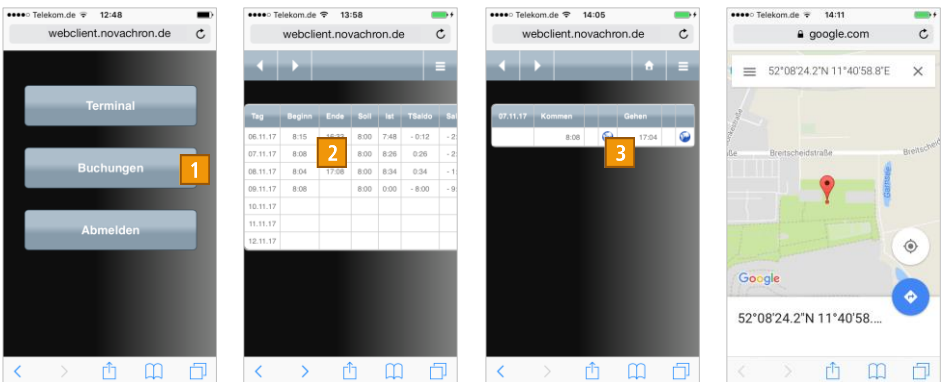 Telekom.de 12:48
webclient.novachron.de
Terminal
Buchungen
1
Abmelden
Telekom.de 13:58
webclient.novachron.de
Tag Beginn Ende Soll Ist TSaldo
06.11.17 8:15 8:00 7:48 - 0:12
07.11.17 8:08 8:00 8:26 0:26
2
08.11.17 8:04 17:08 8:00 8:34 0:34
09.11.17 8:08 8:00 0:00 - 8:00
10.11.17
11.11.17
12.11.17
Telekom.de 14:05
webclient.novachron.de
07.11.17 Kommen Gehen
8:08 17:04
3
Telekom.de 14:11
google.com
52°08'24.2"N 11°40'58.8"E
Breitscheidstraße
Google
52°08'24.2"N 11°40'58....